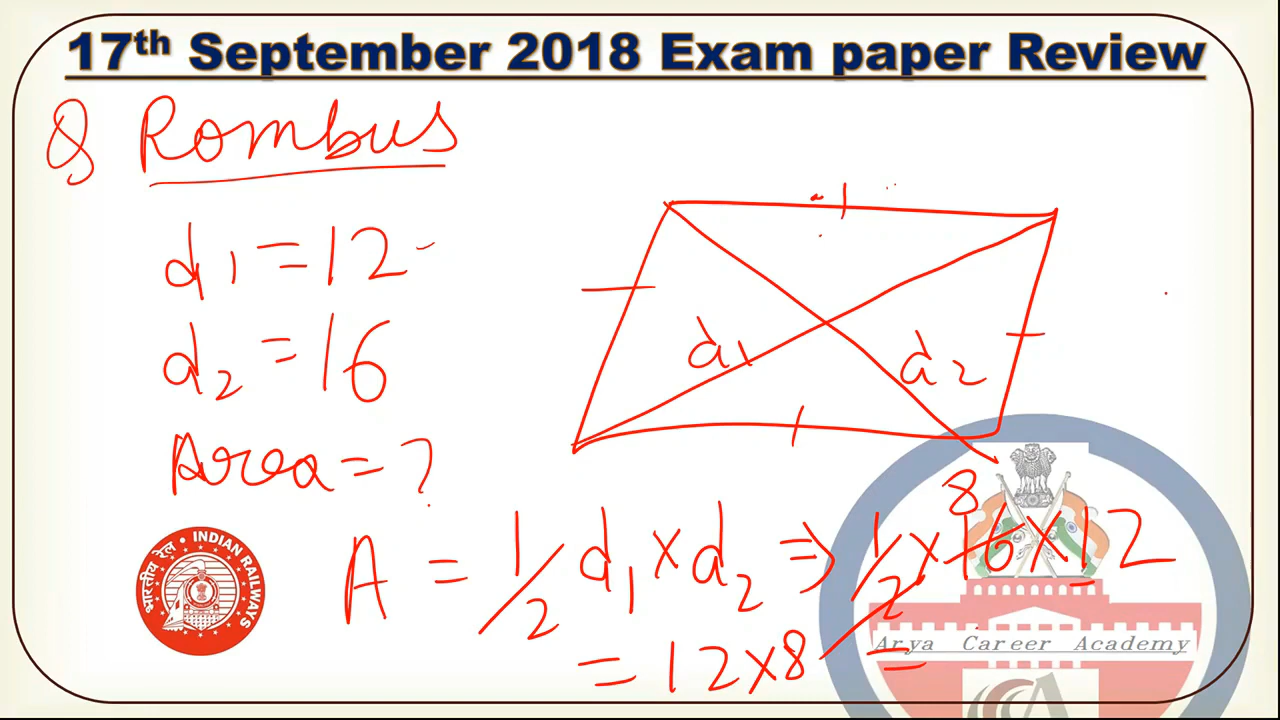 17th September 2018 Exam paper Review
Q Rombus
d1 = 12
d2 = 16
Area = ?
d1 d2
A = 1/2 d1 × d2 ⇒ 1/2 × 16 × 12
8
= 12 × 8 =
भारतीय रेल • INDIAN RAILWAYS
Arya Career Academy